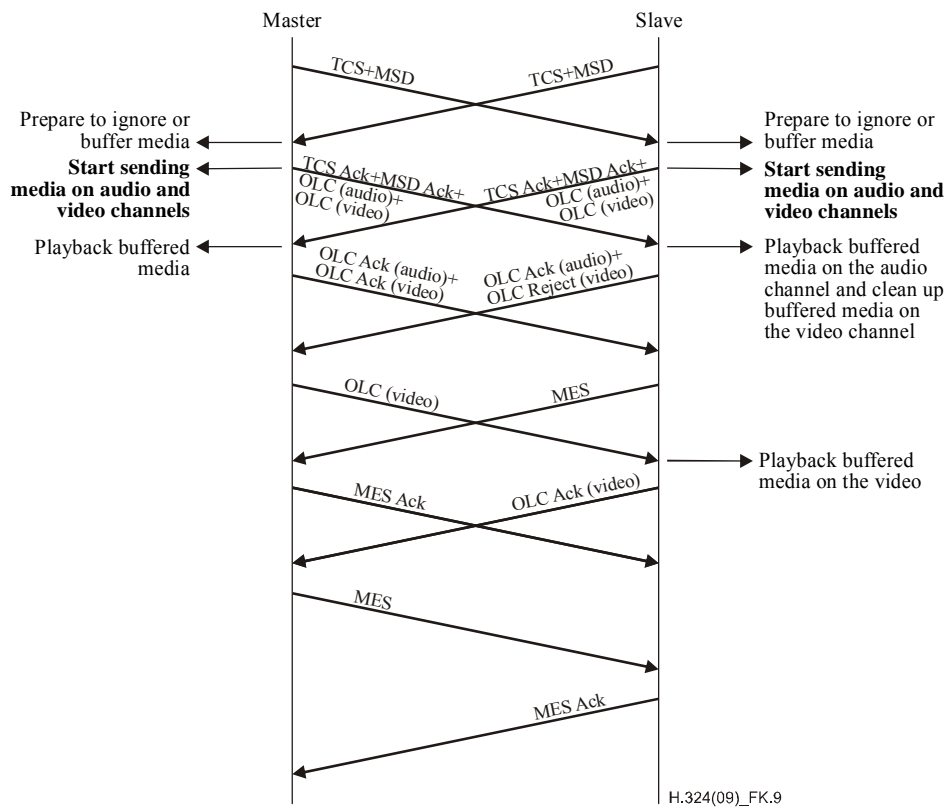 Master
Slave
TCS+MSD
TCS+MSD
Prepare to ignore or
buffer media
Prepare to ignore or
buffer media
Start sending
media on audio and
video channels
TCS Ack+MSD Ack+
OLC (audio)+
OLC (video)
TCS Ack+MSD Ack+
OLC (audio)+
OLC (video)
Start sending
media on audio and
video channels
Playback buffered
media
Playback buffered
media on the audio
channel and clean up
buffered media on
the video channel
OLC Ack (audio)+
OLC Ack (video)
OLC Ack (audio)+
OLC Reject (video)
OLC (video)
MES
Playback buffered
media on the video
MES Ack
OLC Ack (video)
MES
MES Ack
H.324(09)_FK.9